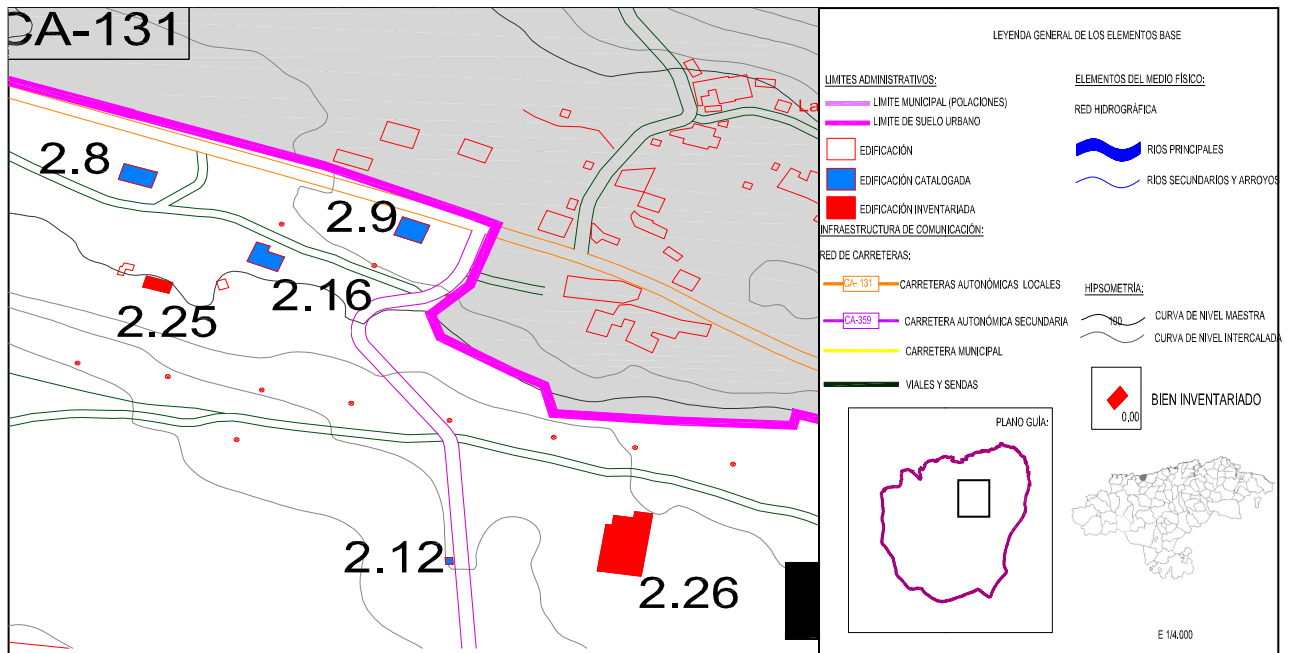 CA-131
La
2.8
2.9
2.16
2.25
2.12
2.26
LEYENDA GENERAL DE LOS ELEMENTOS BASE
LIMITES ADMINISTRATIVOS:
LIMITE MUNICIPAL (POLACIONES)
LIMITE DE SUELO URBANO
EDIFICACIÓN
EDIFICACIÓN CATALOGADA
EDIFICACIÓN INVENTARIADA
INFRAESTRUCTURA DE COMUNICACIÓN:
RED DE CARRETERAS:
CA- 131 CARRETERAS AUTONÓMICAS LOCALES
CA-359 CARRETERA AUTONÓMICA SECUNDARIA
CARRETERA MUNICIPAL
VIALES Y SENDAS
ELEMENTOS DEL MEDIO FÍSICO:
RED HIDROGRÁFICA
RIOS PRINCIPALES
RÍOS SECUNDARIOS Y ARROYOS
HIPSOMETRÍA:
100 CURVA DE NIVEL MAESTRA
CURVA DE NIVEL INTERCALADA
0,00 BIEN INVENTARIADO
PLANO GUÍA:
E 1/4.000